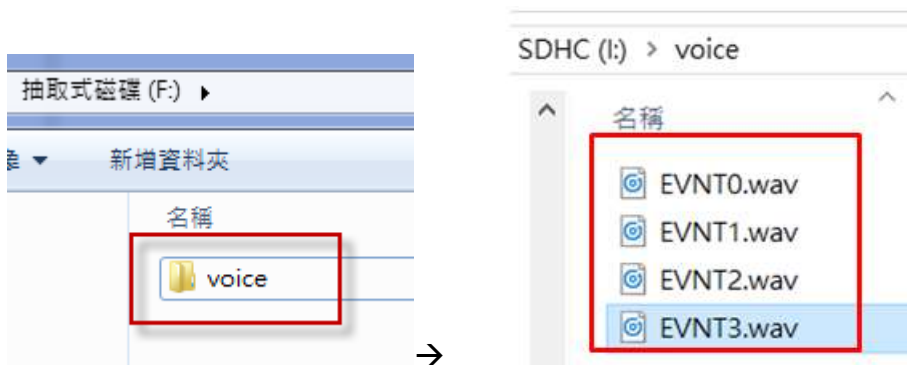 抽取式磁碟 (F:)
新增資料夾
名稱
voice
→
SDHC (I:) > voice
名稱
EVNT0.wav
EVNT1.wav
EVNT2.wav
EVNT3.wav